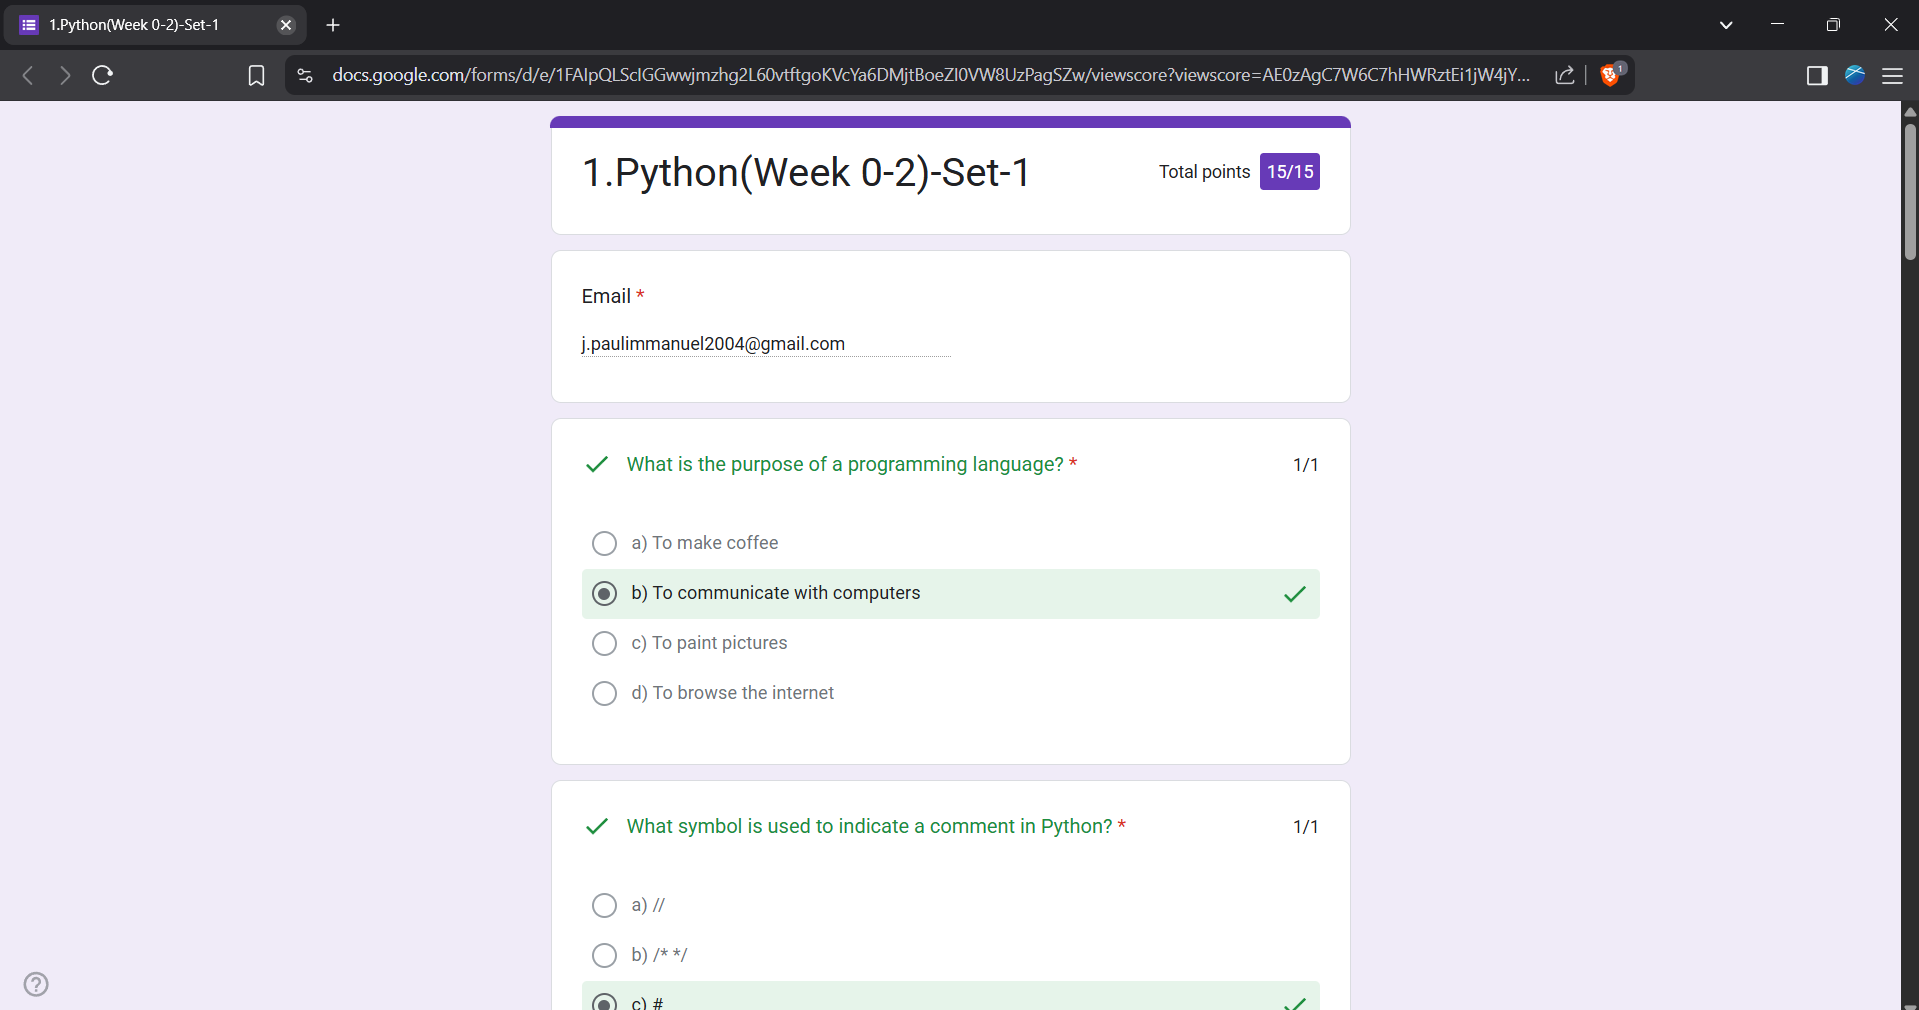 1.Python(Week 0-2)-Set-1
docs.google.com/forms/d/e/1FAIpQLSclGGwwjmzhg2L60vtftgoKVcYa6DMjtBoeZI0VW8UzPagSZw/viewscore?viewscore=AE0zAgC7W6C7hHWRztEi1jW4jY...
1
1.Python(Week 0-2)-Set-1
Total points 15/15
Email *
j.paulimmanuel2004@gmail.com
What is the purpose of a programming language? * 1/1
a) To make coffee
b) To communicate with computers
c) To paint pictures
d) To browse the internet
What symbol is used to indicate a comment in Python? * 1/1
a) //
b) /* */
c) #